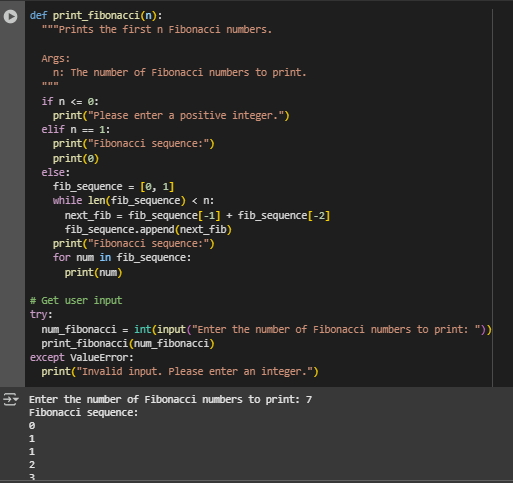 def print_fibonacci(n):
  """Prints the first n Fibonacci numbers.

  Args:
    n: The number of Fibonacci numbers to print.
  """
  if n <= 0:
    print("Please enter a positive integer.")
  elif n == 1:
    print("Fibonacci sequence:")
    print(0)
  else:
    fib_sequence = [0, 1]
    while len(fib_sequence) < n:
      next_fib = fib_sequence[-1] + fib_sequence[-2]
      fib_sequence.append(next_fib)
    print("Fibonacci sequence:")
    for num in fib_sequence:
      print(num)

# Get user input
try:
  num_fibonacci = int(input("Enter the number of Fibonacci numbers to print: "))
  print_fibonacci(num_fibonacci)
except ValueError:
  print("Invalid input. Please enter an integer.")
Enter the number of Fibonacci numbers to print: 7
Fibonacci sequence:
0
1
1
2
3